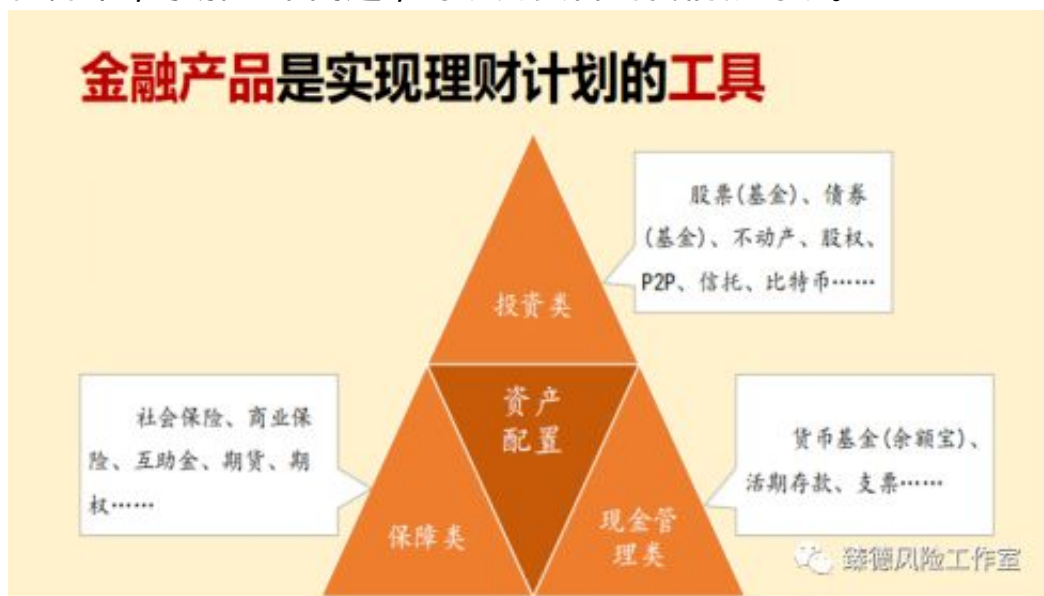 金融产品是实现理财计划的工具
股票(基金)、债券
(基金)、不动产、股权、
P2P、信托、比特币……
投资类
社会保险、商业保
险、互助金、期货、期
权……
资产
配置
货币基金(余额宝)、
活期存款、支票……
保障类
现金管
理类
臻德风险工作室